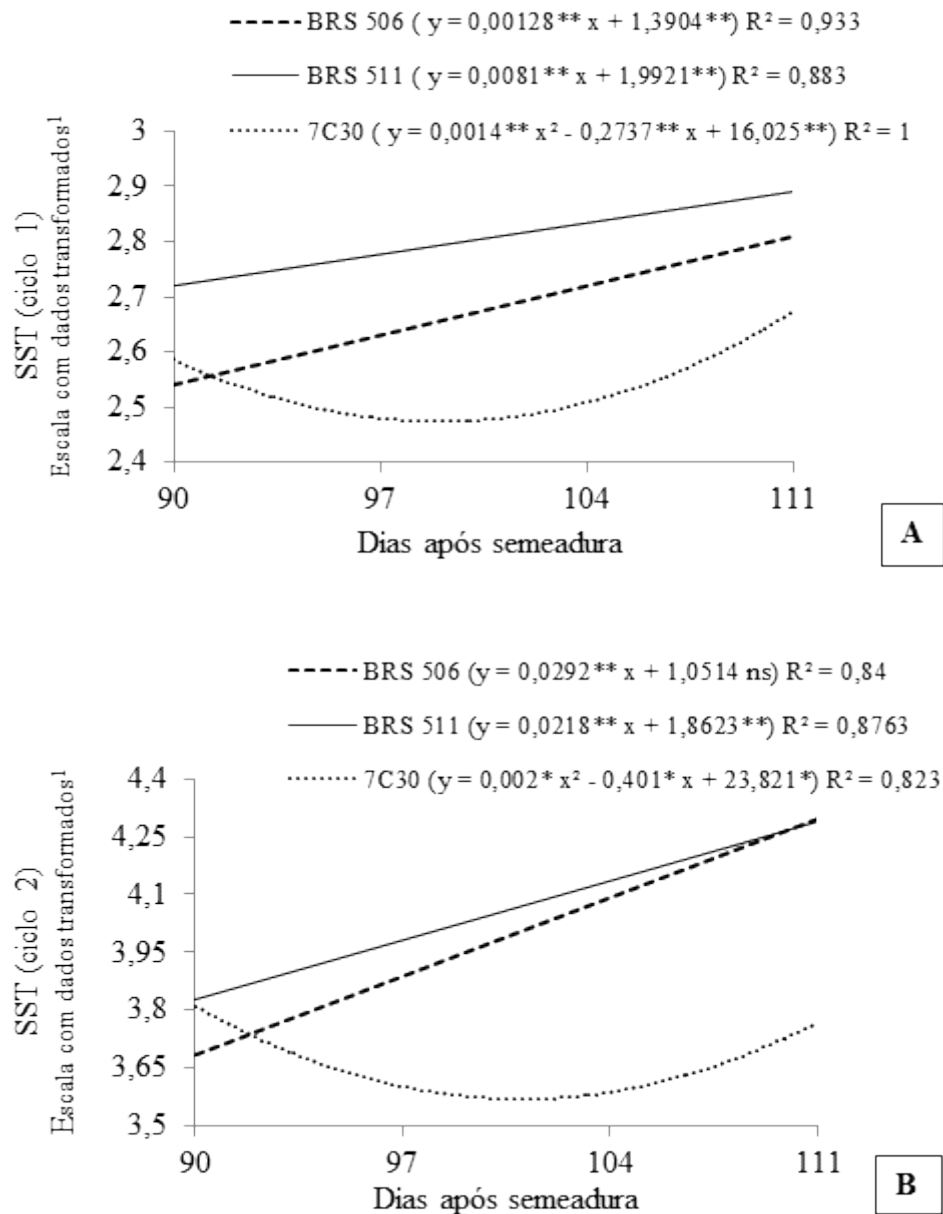 BRS 506 ( y = 0,00128** x + 1,3904**) R² = 0,933
BRS 511 (y = 0,0081** x + 1,9921**) R² = 0,883
7C30 ( y = 0,0014** x² - 0,2737** x + 16,025**) R² = 1
SST (ciclo 1)
Escala com dados transformados¹
3
2,9
2,8
2,7
2,6
2,5
2,4
90 97 104 111
Dias após semeadura
A
BRS 506 (y = 0,0292** x + 1,0514 ns) R² = 0,84
BRS 511 (y = 0,0218** x + 1,8623**) R² = 0,8763
7C30 (y = 0,002* x² - 0,401* x + 23,821*) R² = 0,823
SST (ciclo 2)
Escala com dados transformados¹
4,4
4,25
4,1
3,95
3,8
3,65
3,5
90 97 104 111
Dias após semeadura
B